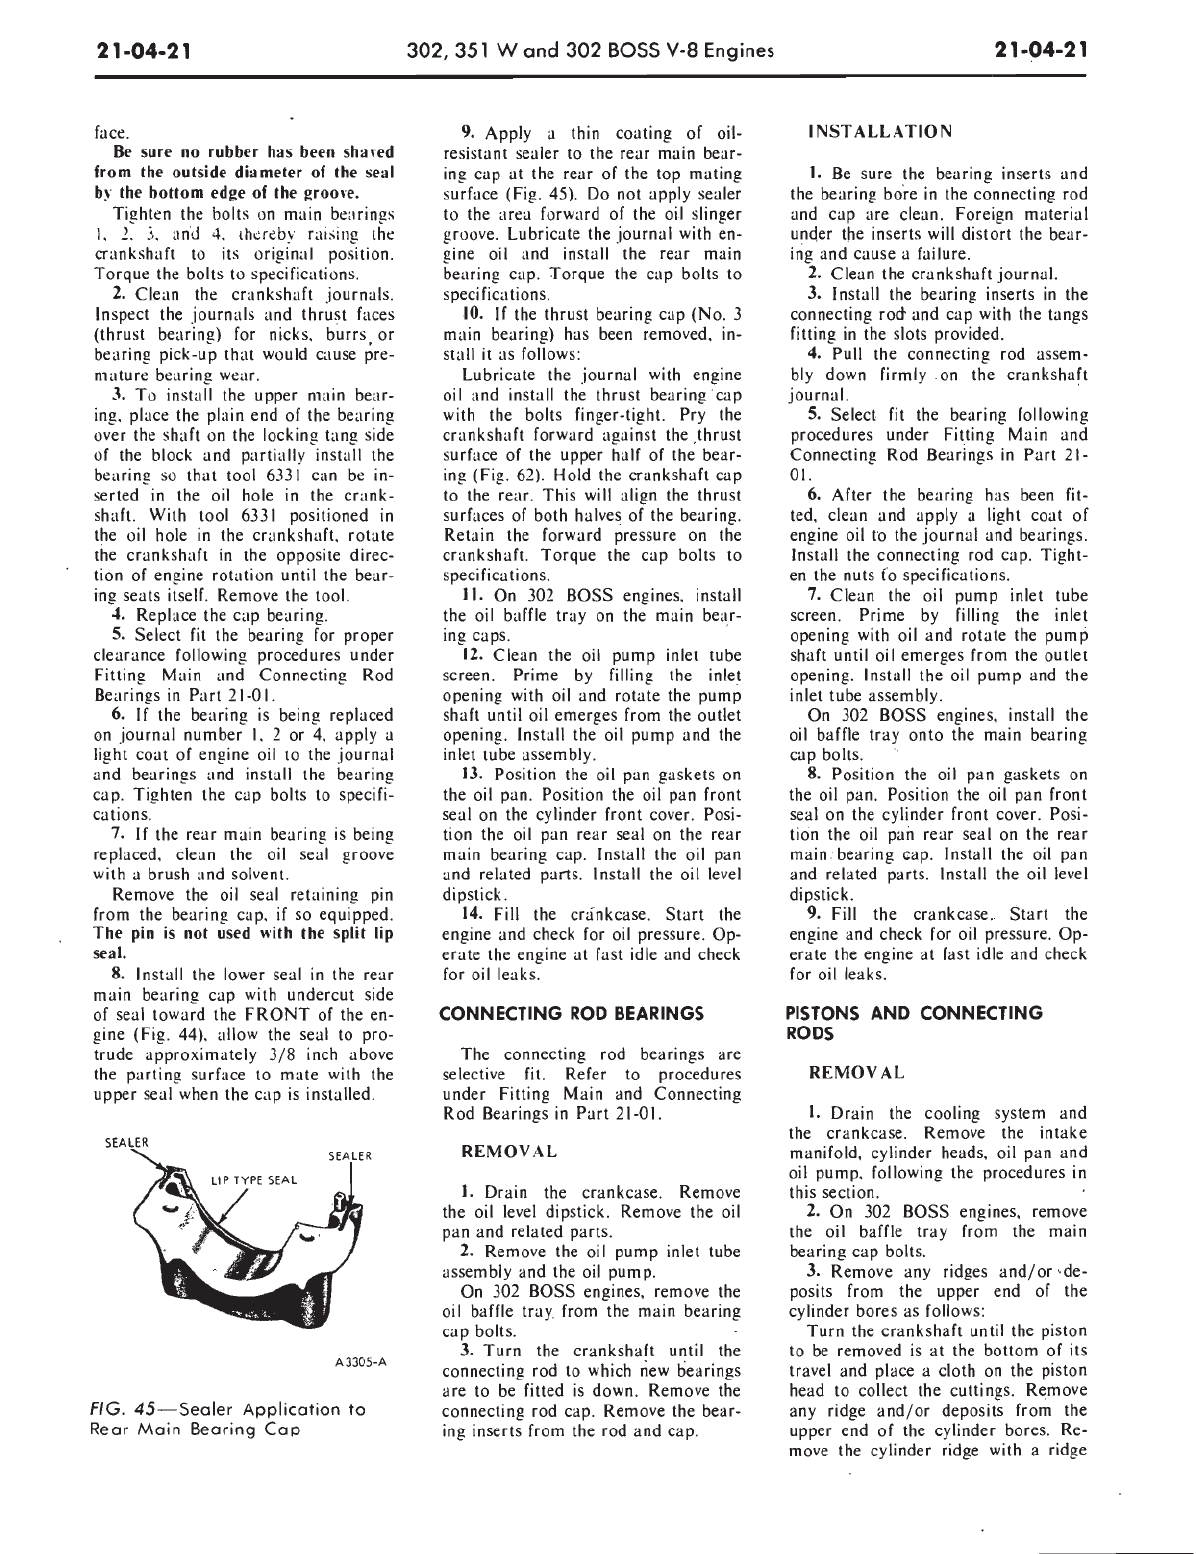 21-04-21
302, 351 W and 302 BOSS V-8 Engines
21-04-21
face.
Be sure no rubber has been shaved
from the outside diameter of the seal
by the bottom edge of the groove.
Tighten the bolts on main bearings
1, 2, 3, and 4, thereby raising the
crankshaft to its original position.
Torque the bolts to specifications.
2. Clean the crankshaft journals.
Inspect the journals and thrust faces
(thrust bearing) for nicks, burrs or
bearing pick-up that would cause pre-
mature bearing wear.
3. To install the upper main bear-
ing, place the plain end of the bearing
over the shaft on the locking tang side
of the block and partially install the
bearing so that tool 6331 can be in-
serted in the oil hole in the crank-
shaft. With tool 6331 positioned in
the oil hole in the crankshaft, rotate
the crankshaft in the opposite direc-
tion of engine rotation until the bear-
ing seats itself. Remove the tool.
4. Replace the cap bearing.
5. Select fit the bearing for proper
clearance following procedures under
Fitting Main and Connecting Rod
Bearings in Part 21-01.
6. If the bearing is being replaced
on journal number 1, 2 or 4, apply a
light coat of engine oil to the journal
and bearings and install the bearing
cap. Tighten the cap bolts to specifi-
cations.
7. If the rear main bearing is being
replaced, clean the oil seal groove
with a brush and solvent.
Remove the oil seal retaining pin
from the bearing cap, if so equipped.
The pin is not used with the split lip
seal.
8. Install the lower seal in the rear
main bearing cap with undercut side
of seal toward the FRONT of the en-
gine (Fig. 44), allow the seal to pro-
trude approximately 3/8 inch above
the parting surface to mate with the
upper seal when the cap is installed.
SEALER
SEALER
LIP TYPE SEAL
A3305-A
FIG. 45—Sealer Application to
Rear Main Bearing Cap
9. Apply a thin coating of oil-
resistant sealer to the rear main bear-
ing cap at the rear of the top mating
surface (Fig. 45). Do not apply sealer
to the area forward of the oil slinger
groove. Lubricate the journal with en-
gine oil and install the rear main
bearing cap. Torque the cap bolts to
specifications.
10. If the thrust bearing cap (No. 3
main bearing) has been removed, in-
stall it as follows:
Lubricate the journal with engine
oil and install the thrust bearing cap
with the bolts finger-tight. Pry the
crankshaft forward against the thrust
surface of the upper half of the bear-
ing (Fig. 62). Hold the crankshaft cap
to the rear. This will align the thrust
surfaces of both halves of the bearing.
Retain the forward pressure on the
crankshaft. Torque the cap bolts to
specifications.
11. On 302 BOSS engines, install
the oil baffle tray on the main bear-
ing caps.
12. Clean the oil pump inlet tube
screen. Prime by filling the inlet
opening with oil and rotate the pump
shaft until oil emerges from the outlet
opening. Install the oil pump and the
inlet tube assembly.
13. Position the oil pan gaskets on
the oil pan. Position the oil pan front
seal on the cylinder front cover. Posi-
tion the oil pan rear seal on the rear
main bearing cap. Install the oil pan
and related parts. Install the oil level
dipstick.
14. Fill the crankcase. Start the
engine and check for oil pressure. Op-
erate the engine at fast idle and check
for oil leaks.
CONNECTING ROD BEARINGS
The connecting rod bearings are
selective fit. Refer to procedures
under Fitting Main and Connecting
Rod Bearings in Part 21-01.
REMOVAL
1. Drain the crankcase. Remove
the oil level dipstick. Remove the oil
pan and related parts.
2. Remove the oil pump inlet tube
assembly and the oil pump.
On 302 BOSS engines, remove the
oil baffle tray from the main bearing
cap bolts.
3. Turn the crankshaft until the
connecting rod to which new bearings
are to be fitted is down. Remove the
connecting rod cap. Remove the bear-
ing inserts from the rod and cap.
INSTALLATION
1. Be sure the bearing inserts and
the bearing bore in the connecting rod
and cap are clean. Foreign material
under the inserts will distort the bear-
ing and cause a failure.
2. Clean the crankshaft journal.
3. Install the bearing inserts in the
connecting rod and cap with the tangs
fitting in the slots provided.
4. Pull the connecting rod assem-
bly down firmly on the crankshaft
journal.
5. Select fit the bearing following
procedures under Fitting Main and
Connecting Rod Bearings in Part 21-
01.
6. After the bearing has been fit-
ted, clean and apply a light coat of
engine oil to the journal and bearings.
Install the connecting rod cap. Tight-
en the nuts to specifications.
7. Clean the oil pump inlet tube
screen. Prime by filling the inlet
opening with oil and rotate the pump
shaft until oil emerges from the outlet
opening. Install the oil pump and the
inlet tube assembly.
On 302 BOSS engines, install the
oil baffle tray onto the main bearing
cap bolts.
8. Position the oil pan gaskets on
the oil pan. Position the oil pan front
seal on the cylinder front cover. Posi-
tion the oil pan rear seal on the rear
main bearing cap. Install the oil pan
and related parts. Install the oil level
dipstick.
9. Fill the crankcase. Start the
engine and check for oil pressure. Op-
erate the engine at fast idle and check
for oil leaks.
PISTONS AND CONNECTING
RODS
REMOVAL
1. Drain the cooling system and
the crankcase. Remove the intake
manifold, cylinder heads, oil pan and
oil pump, following the procedures in
this section.
2. On 302 BOSS engines, remove
the oil baffle tray from the main
bearing cap bolts.
3. Remove any ridges and/or de-
posits from the upper end of the
cylinder bores as follows:
Turn the crankshaft until the piston
to be removed is at the bottom of its
travel and place a cloth on the piston
head to collect the cuttings. Remove
any ridge and/or deposits from the
upper end of the cylinder bores. Re-
move the cylinder ridge with a ridge